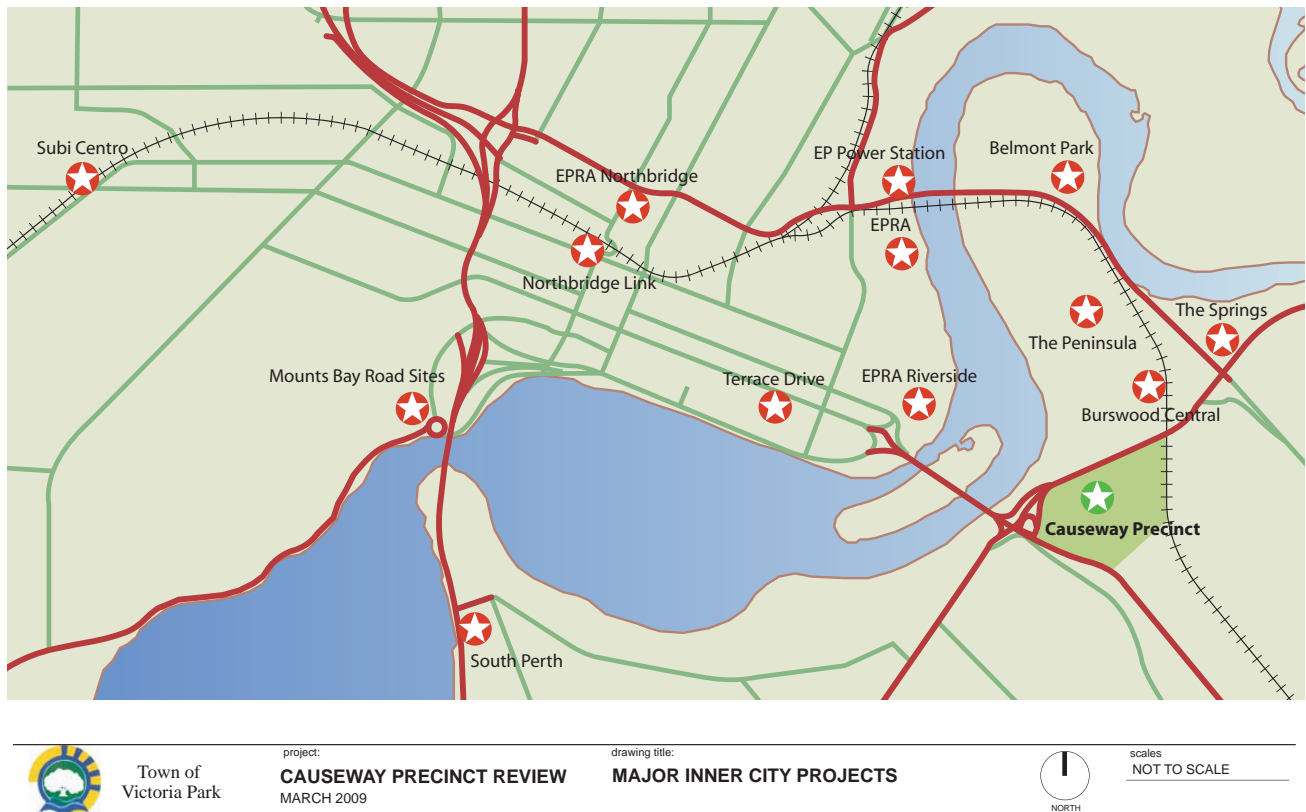 Subi Centro
EPRA Northbridge
EP Power Station
Belmont Park
EPRA
Northbridge Link
The Springs
The Peninsula
Mounts Bay Road Sites
Terrace Drive
EPRA Riverside
Burswood Central
Causeway Precinct
South Perth
Town of
Victoria Park
project:
CAUSEWAY PRECINCT REVIEW
MARCH 2009
drawing title:
MAJOR INNER CITY PROJECTS
NORTH
scales
NOT TO SCALE